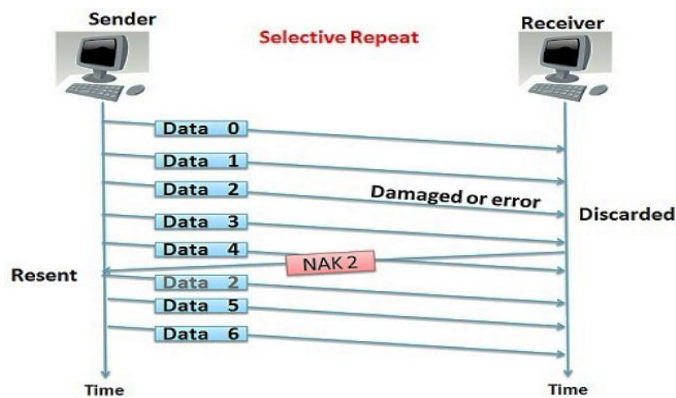 Sender
Selective Repeat
Receiver
Data 0
Data 1
Data 2
Damaged or error
Discarded
Data 3
Data 4
NAK 2
Resent
Data 2
Data 5
Data 6
Time
Time